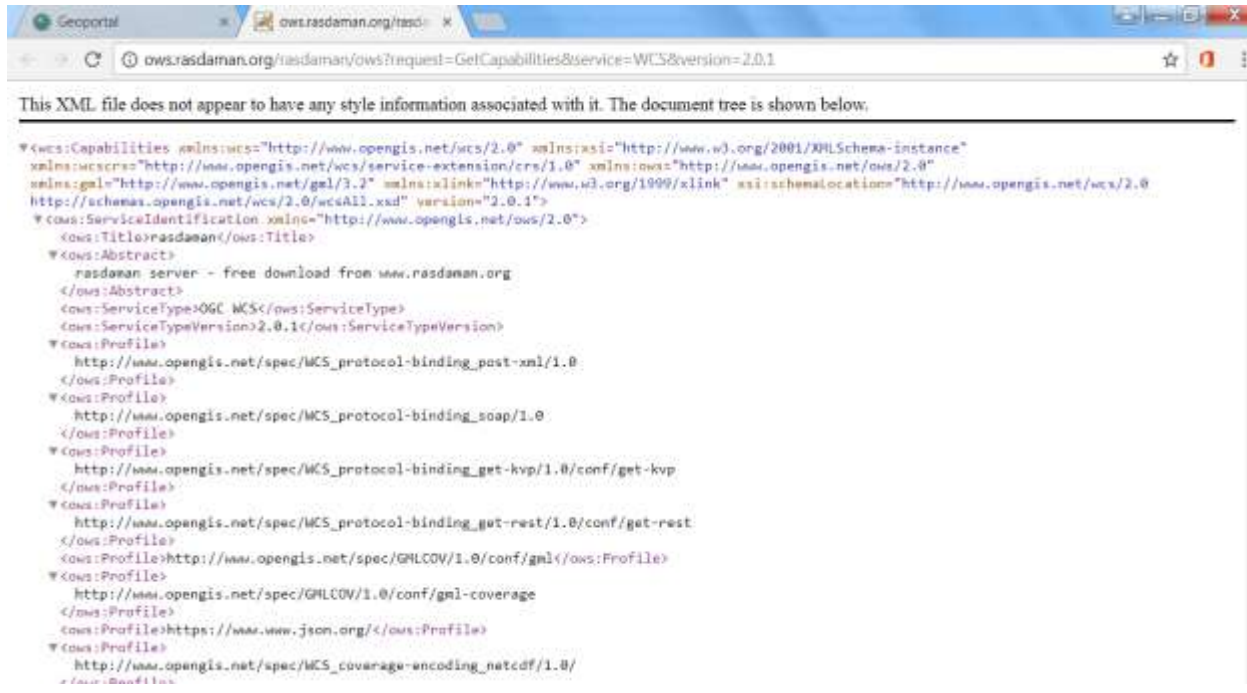 Geoportal
ows.rasdaman.org/rasd
ows.rasdaman.org/rasdaman/ows?request=GetCapabilities&service=WCS&version=2.0.1
This XML file does not appear to have any style information associated with it. The document tree is shown below.
▼<wcs:Capabilities xmlns:wcs="http://www.opengis.net/wcs/2.0" xmlns:xsi="http://www.w3.org/2001/XMLSchema-instance"
xmlns:wcscrs="http://www.opengis.net/wcs/service-extension/crs/1.0" xmlns:ows="http://www.opengis.net/ows/2.0"
xmlns:gml="http://www.opengis.net/gml/3.2" xmlns:xlink="http://www.w3.org/1999/xlink" xsi:schemaLocation="http://www.opengis.net/wcs/2.0
http://schemas.opengis.net/wcs/2.0/wcsAll.xsd" version="2.0.1">
▼<ows:ServiceIdentification xmlns="http://www.opengis.net/ows/2.0">
<ows:Title>rasdaman</ows:Title>
▼<ows:Abstract>
rasdaman server - free download from www.rasdaman.org
</ows:Abstract>
<ows:ServiceType>OGC WCS</ows:ServiceType>
<ows:ServiceTypeVersion>2.0.1</ows:ServiceTypeVersion>
▼<ows:Profile>
http://www.opengis.net/spec/WCS_protocol-binding_post-xml/1.0
</ows:Profile>
▼<ows:Profile>
http://www.opengis.net/spec/WCS_protocol-binding_soap/1.0
</ows:Profile>
▼<ows:Profile>
http://www.opengis.net/spec/WCS_protocol-binding_get-kvp/1.0/conf/get-kvp
</ows:Profile>
▼<ows:Profile>
http://www.opengis.net/spec/WCS_protocol-binding_get-rest/1.0/conf/get-rest
</ows:Profile>
<ows:Profile>http://www.opengis.net/spec/GMLCOV/1.0/conf/gml</ows:Profile>
▼<ows:Profile>
http://www.opengis.net/spec/GMLCOV/1.0/conf/gml-coverage
</ows:Profile>
<ows:Profile>https://www.www.json.org/</ows:Profile>
▼<ows:Profile>
http://www.opengis.net/spec/WCS_coverage-encoding_netcdf/1.0/
</ows:Profile>